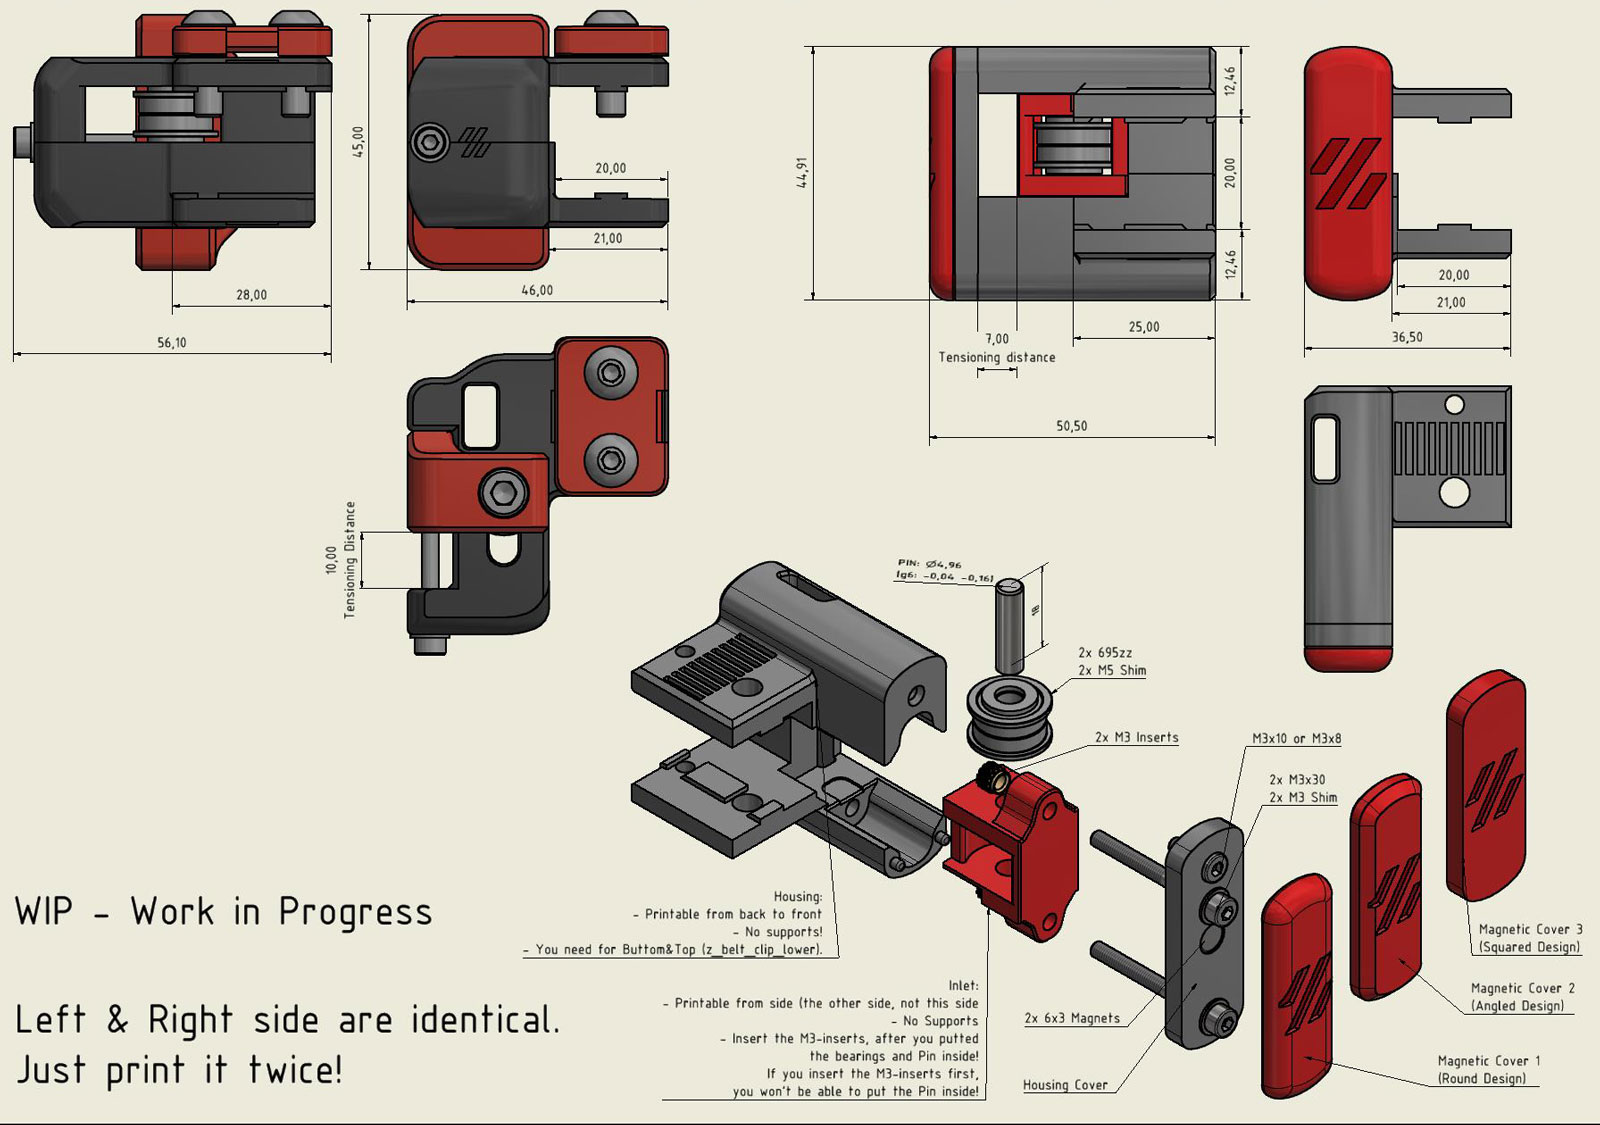 45,00
20,00
21,00
28,00
46,00
56,10
44,91
12,46
20,00
12,46
7,00
Tensioning distance
25,00
50,50
20,00
21,00
36,50
10,00
Tensioning Distance
PIN: Ø4,96
(g6: -0,04 -0,16)
18
2x 695zz
2x M5 Shim
2x M3 Inserts
M3x10 or M3x8
2x M3x30
2x M3 Shim
WIP - Work in Progress
Left & Right side are identical.
Just print it twice!
Housing:
- Printable from back to front
- No supports!
- You need for Buttom&Top (z_belt_clip_lower).
Inlet:
- Printable from side (the other side, not this side
- No Supports
- Insert the M3-inserts, after you putted
the bearings and Pin inside!
If you insert the M3-inserts first,
you won't be able to put the Pin inside!
2x 6x3 Magnets
Housing Cover
Magnetic Cover 3
(Squared Design)
Magnetic Cover 2
(Angled Design)
Magnetic Cover 1
(Round Design)